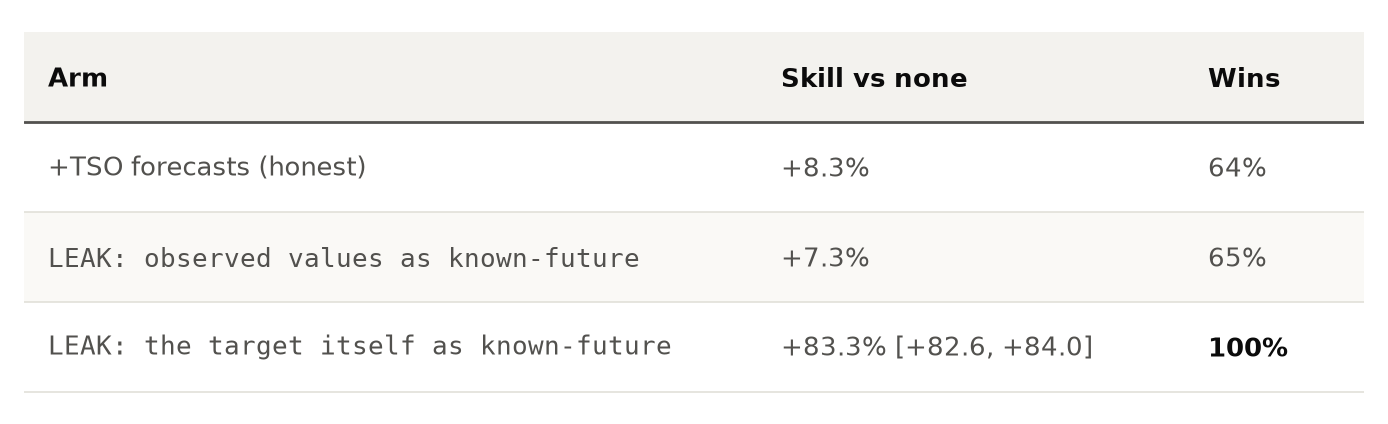 Arm Skill vs none Wins
+TSO forecasts (honest) +8.3% 64%
LEAK: observed values as known-future +7.3% 65%
LEAK: the target itself as known-future +83.3% [+82.6, +84.0] 100%